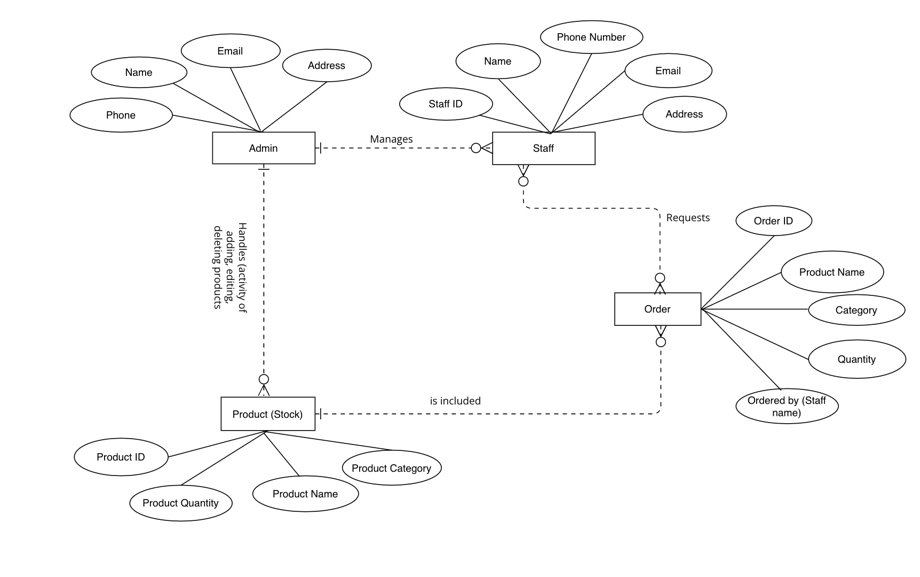 Phone Number
Email
Name
Address
Name
Email
Staff ID
Phone
Address
Manages
Admin
Staff
Requests
Order ID
Handles (activity of
adding, editing,
deleting products
Product Name
Order
Category
Quantity
is included
Ordered by (Staff
name)
Product (Stock)
Product ID
Product Category
Product Name
Product Quantity